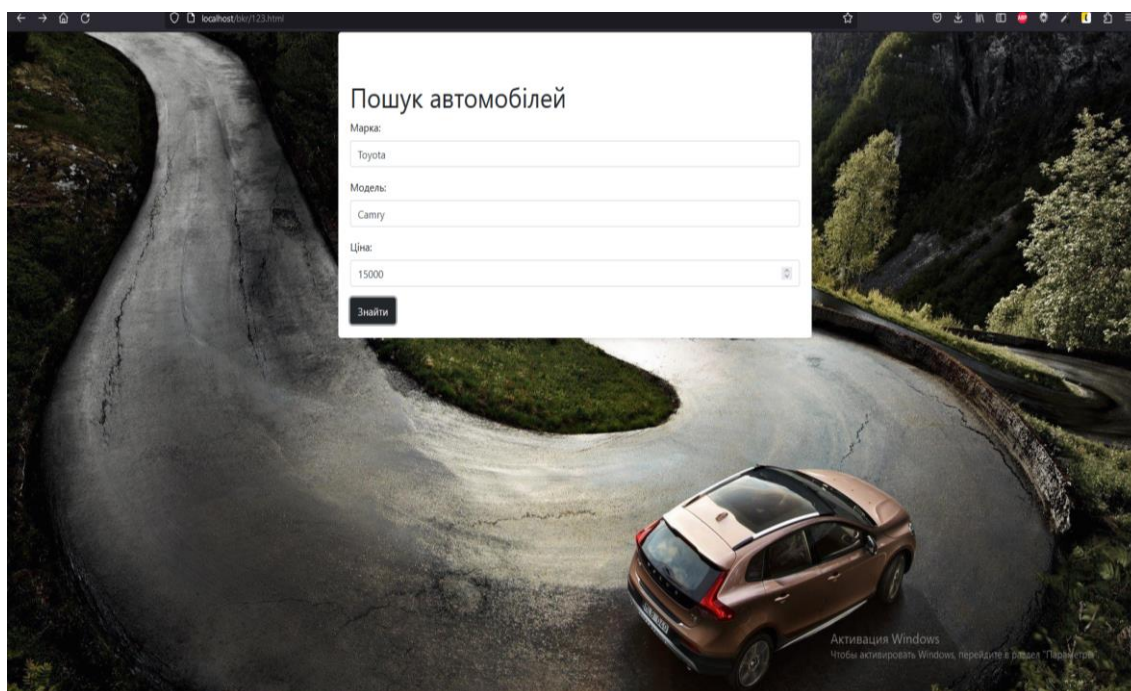 localhost/bkr/123.html
Пошук автомобілей
Марка:
Toyota
Модель:
Camry
Ціна:
15000
Знайти
Активация Windows
Чтобы активировать Windows, перейдите в раздел "Параметры